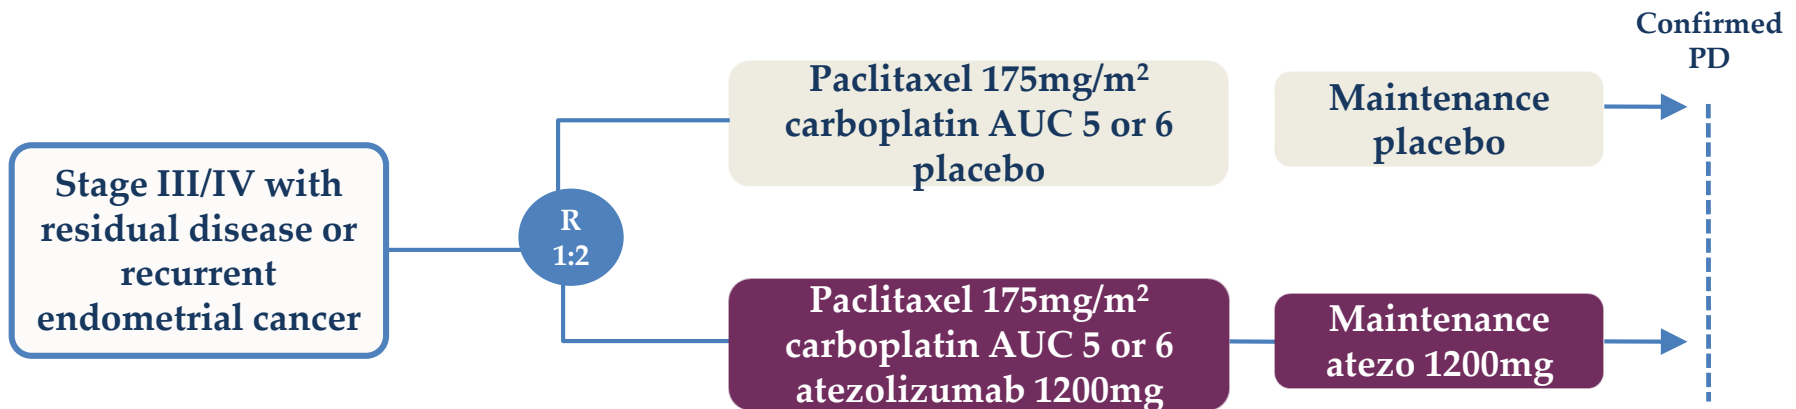 Stage III/IV with
residual disease or
recurrent
endometrial cancer
R
1:2
Paclitaxel 175mg/m²
carboplatin AUC 5 or 6
placebo
Maintenance
placebo
Paclitaxel 175mg/m²
carboplatin AUC 5 or 6
atezolizumab 1200mg
Maintenance
atezo 1200mg
Confirmed
PD